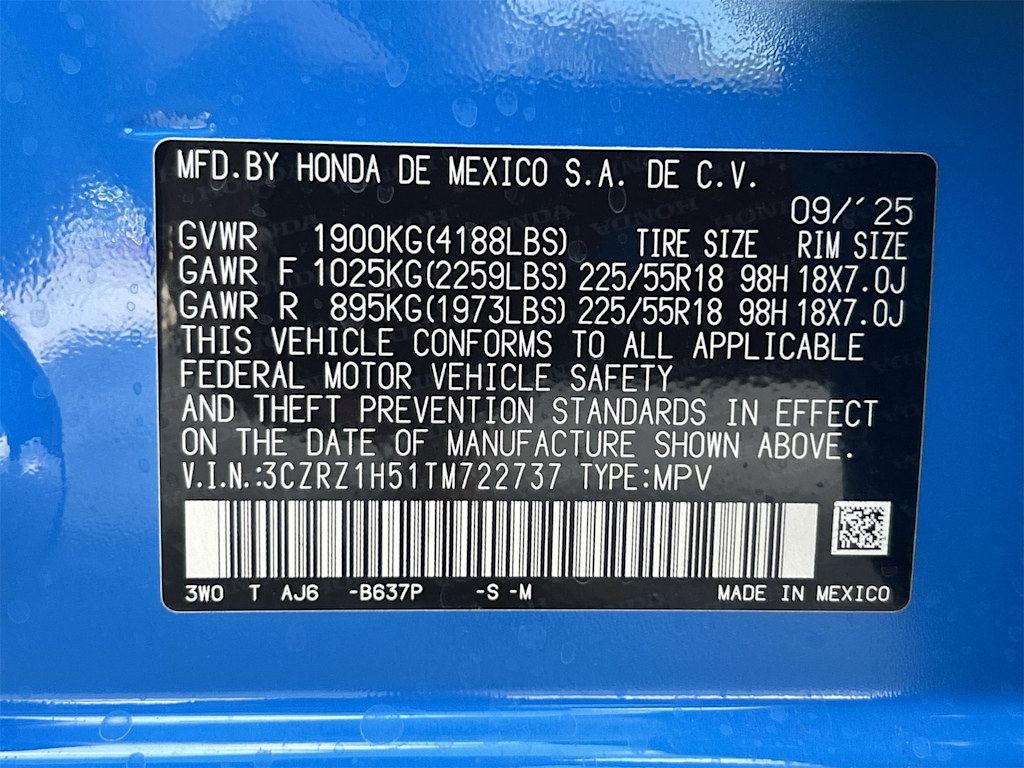 MFD.BY HONDA DE MEXICO S.A. DE C.V.
09/´25
GVWR 1900KG(4188LBS) TIRE SIZE RIM SIZE
GAWR F 1025KG(2259LBS) 225/55R18 98H 18X7.0J
GAWR R 895KG(1973LBS) 225/55R18 98H 18X7.0J
THIS VEHICLE CONFORMS TO ALL APPLICABLE
FEDERAL MOTOR VEHICLE SAFETY
AND THEFT PREVENTION STANDARDS IN EFFECT
ON THE DATE OF MANUFACTURE SHOWN ABOVE.
V.I.N.:3CZRZ1H51TM722737 TYPE:MPV
3WO T AJ6 -B637P -S -M MADE IN MEXICO